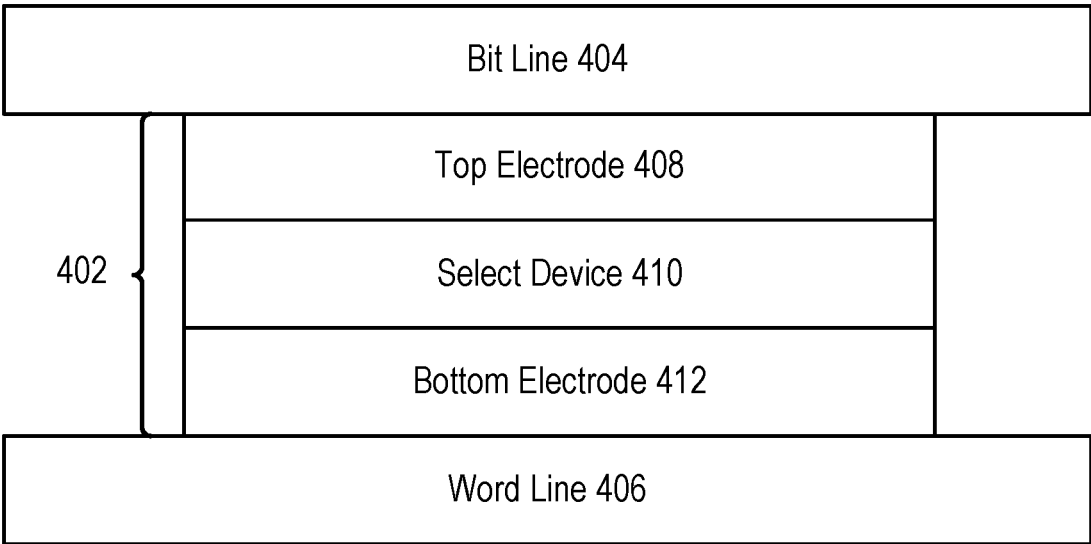 Bit Line 404
Top Electrode 408
402
Select Device 410
Bottom Electrode 412
Word Line 406